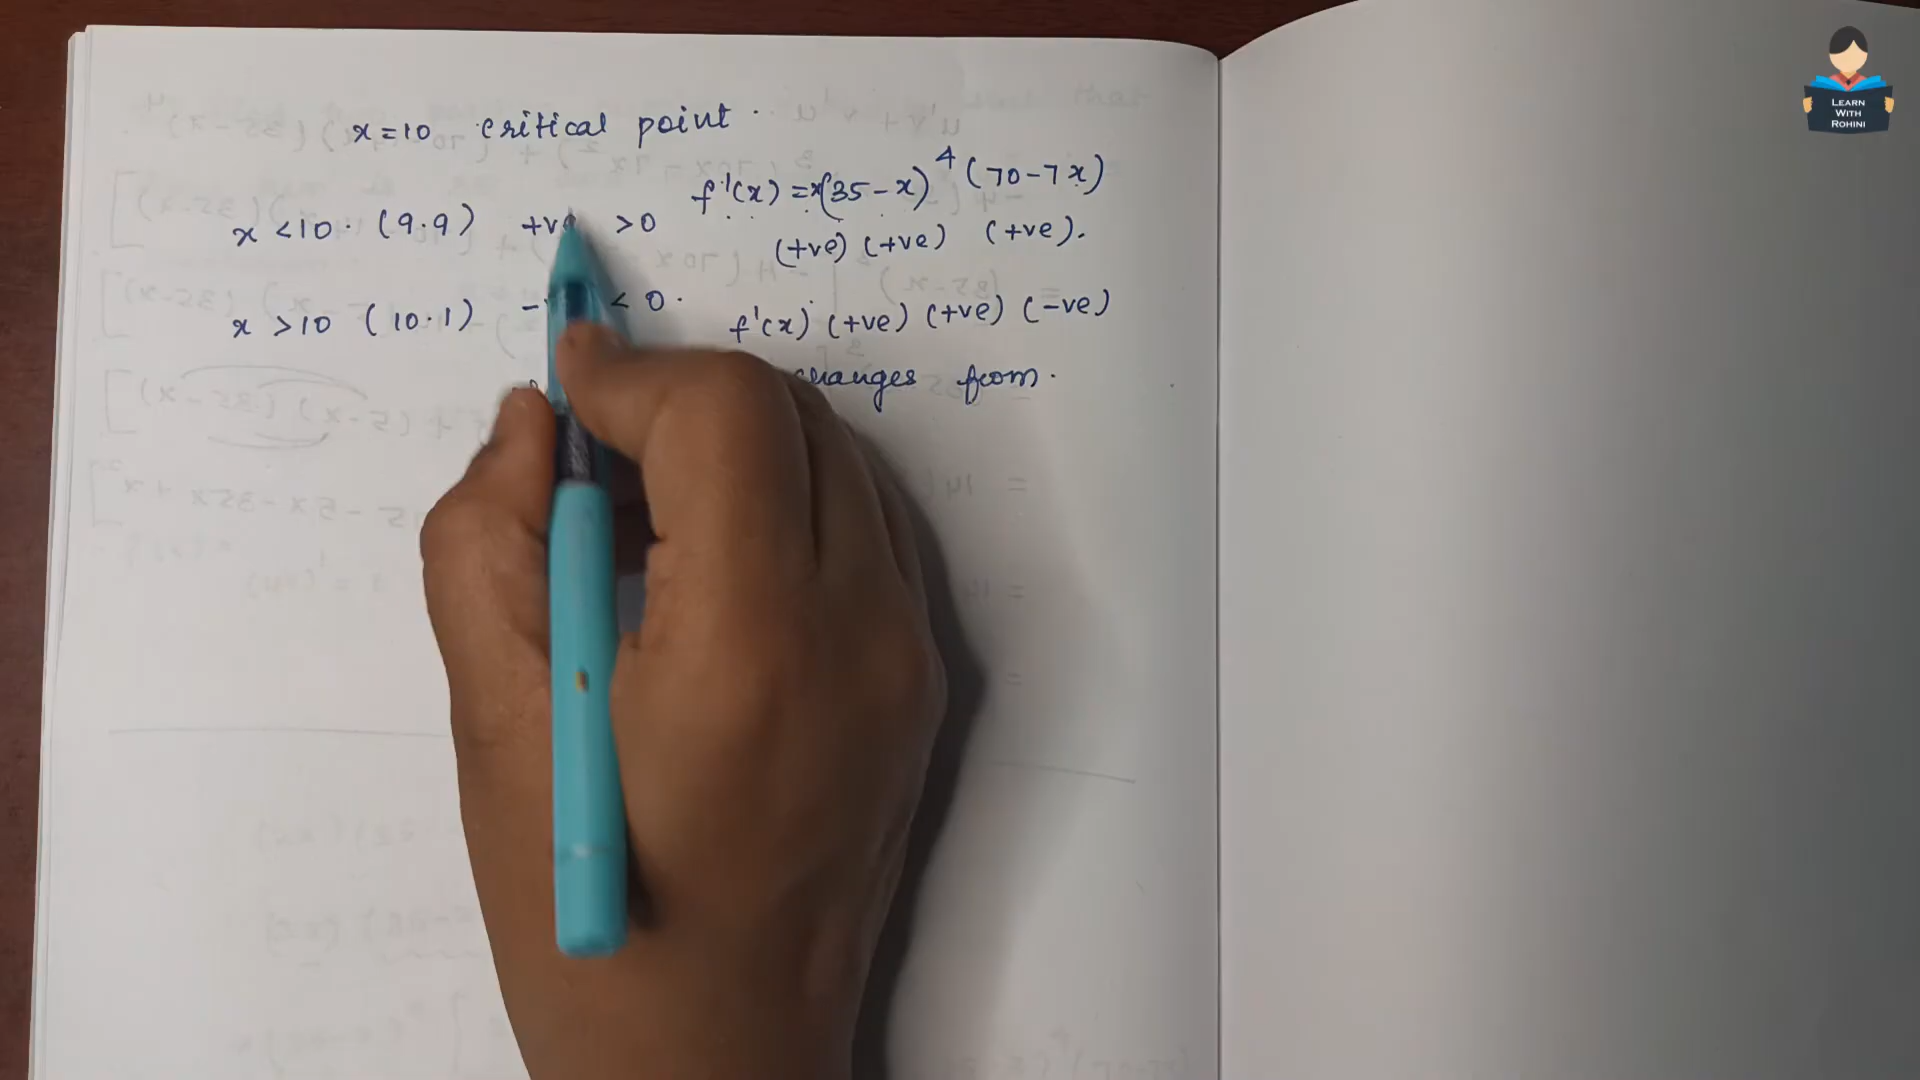 x=10 critical point.
f'(x) = x(35-x)^4 (70-7x)
x <10. (9.9) +ve >0
(+ve) (+ve) (+ve).
x >10 (10.1) < 0.
f'(x) (+ve) (+ve) (-ve)
changes from.
LEARN
WITH
ROHINI